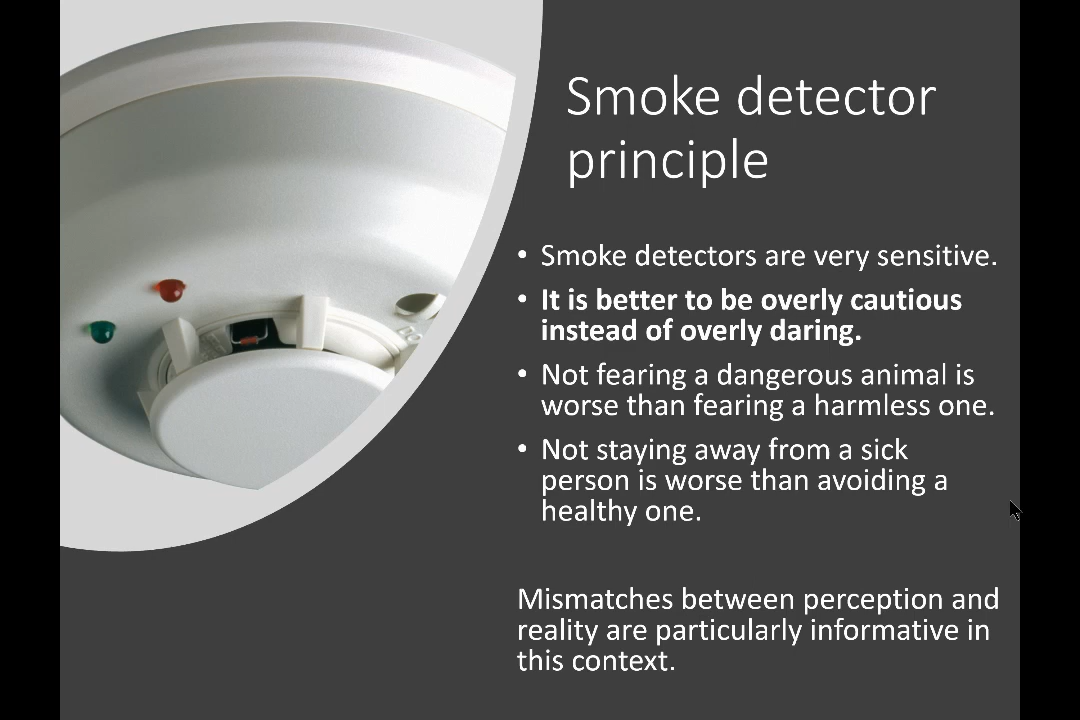 Smoke detector
principle
• Smoke detectors are very sensitive.
• It is better to be overly cautious
instead of overly daring.
• Not fearing a dangerous animal is
worse than fearing a harmless one.
• Not staying away from a sick
person is worse than avoiding a
healthy one.
Mismatches between perception and
reality are particularly informative in
this context.